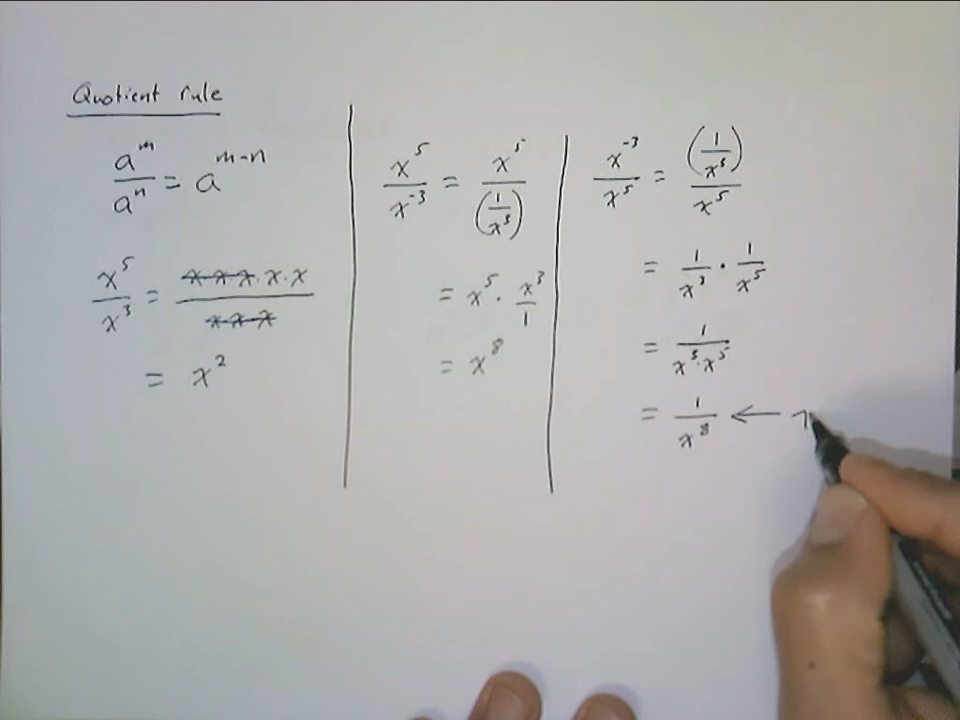 Quotient rule
a^m / a^n = a^(m-n)
x^5 / x^3 = x·x·x·x·x / x·x·x
= x^2
x^5 / x^-3 = x^5 / (1/x^3)
= x^5 · x^3/1
= x^8
x^-3 / x^5 = (1/x^3) / x^5
= 1/x^3 · 1/x^5
= 1 / x^3·x^5
= 1/x^8 ←